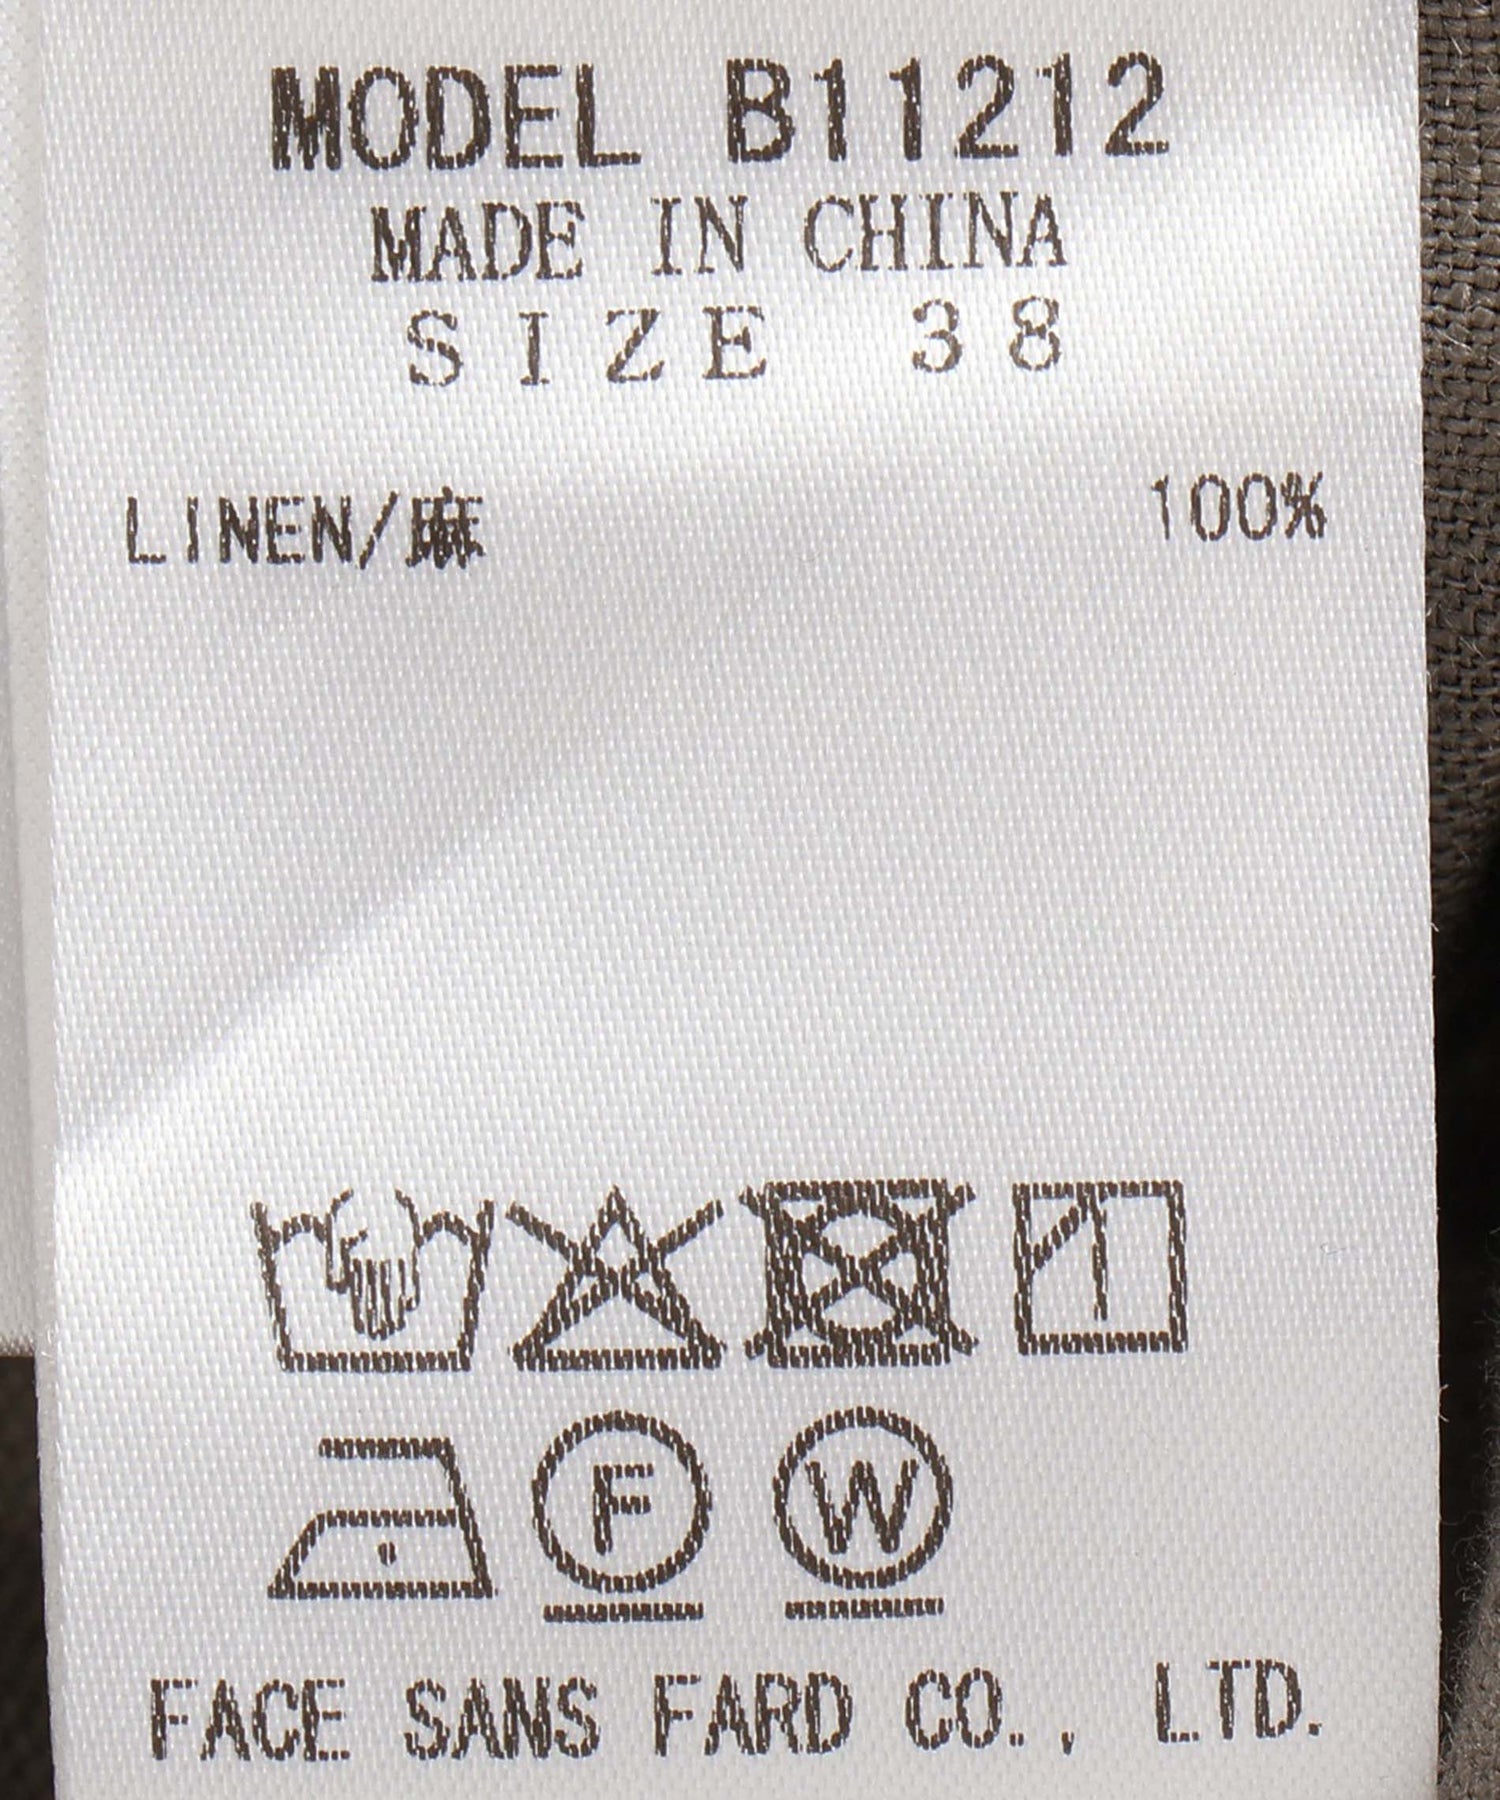 MODEL B11212
MADE IN CHINA
SIZE 38
LINEN/麻 100%
F W
FACE SANS FARD CO., LTD.